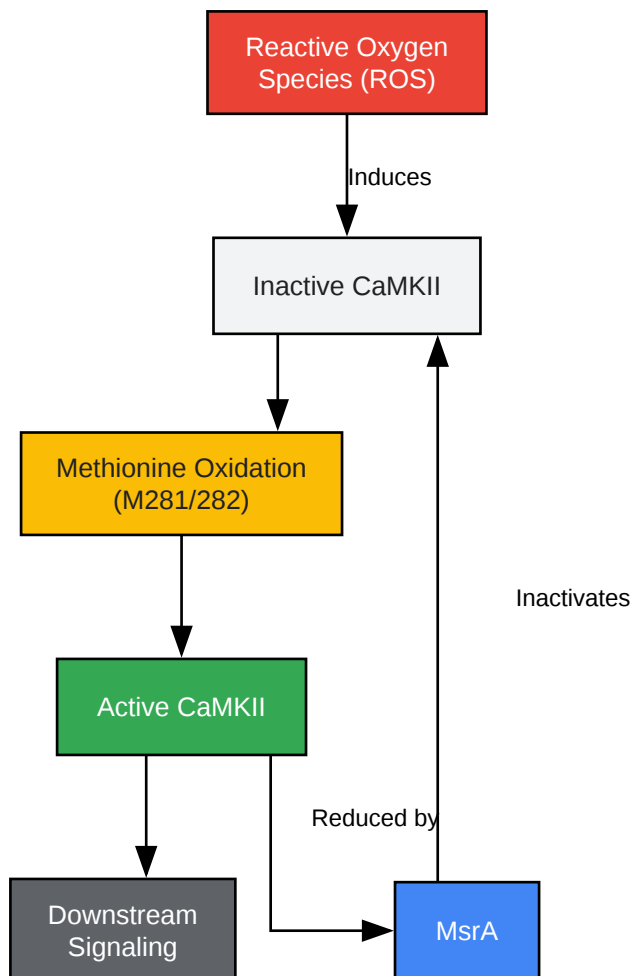 Reactive Oxygen
Species (ROS)
Induces
Inactive CaMKII
Methionine Oxidation
(M281/282)
Inactivates
Active CaMKII
Reduced by
Downstream
Signaling
MsrA